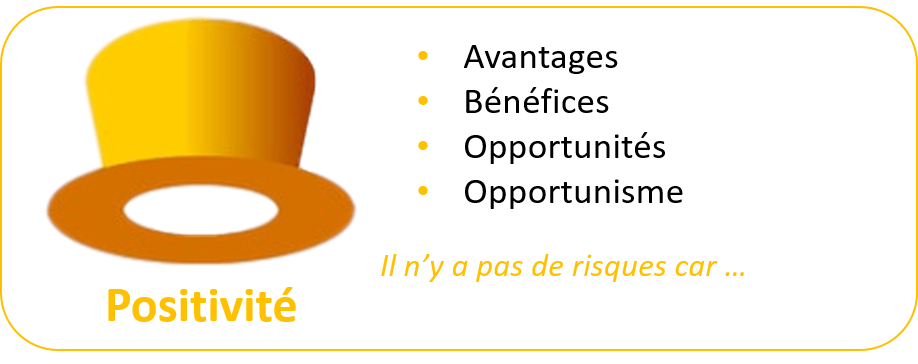 Avantages
Bénéfices
Opportunités
Opportunisme
Il n’y a pas de risques car …
Positivité